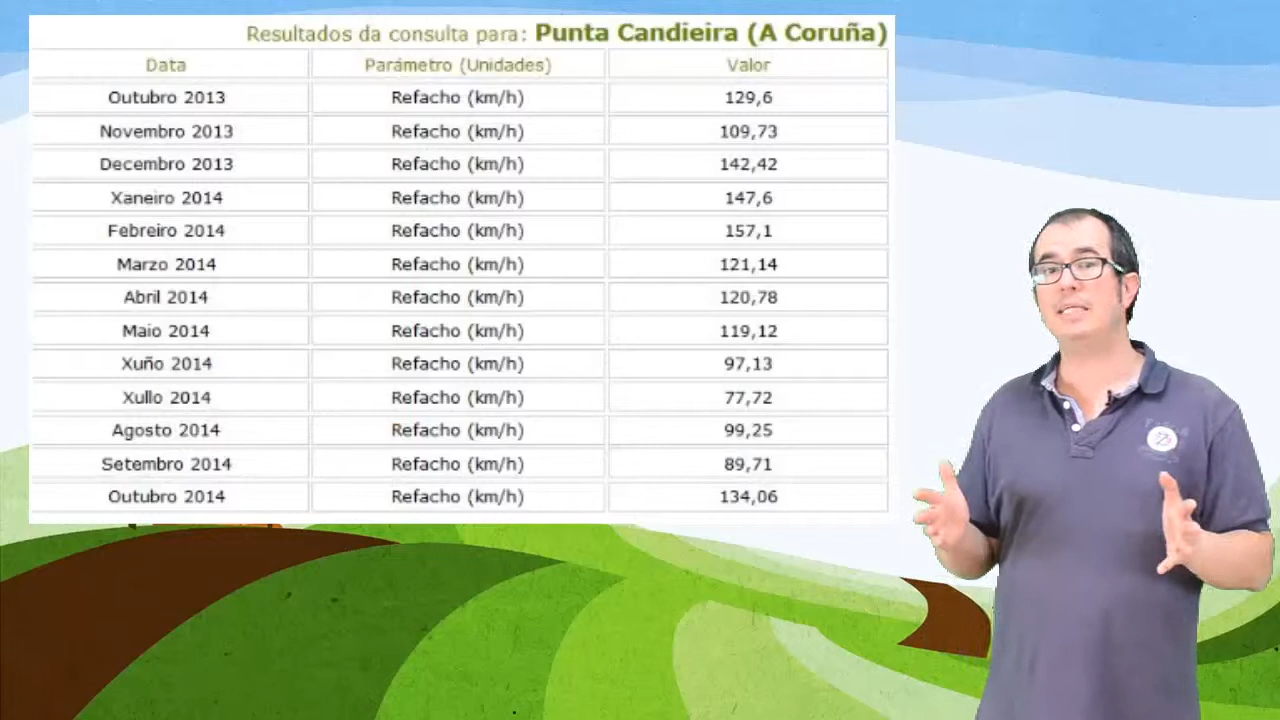 Resultados da consulta para: Punta Candieira (A Coruña)
Data Parámetro (Unidades) Valor
Outubro 2013 Refacho (km/h) 129,6
Novembro 2013 Refacho (km/h) 109,73
Decembro 2013 Refacho (km/h) 142,42
Xaneiro 2014 Refacho (km/h) 147,6
Febreiro 2014 Refacho (km/h) 157,1
Marzo 2014 Refacho (km/h) 121,14
Abril 2014 Refacho (km/h) 120,78
Maio 2014 Refacho (km/h) 119,12
Xuño 2014 Refacho (km/h) 97,13
Xullo 2014 Refacho (km/h) 77,72
Agosto 2014 Refacho (km/h) 99,25
Setembro 2014 Refacho (km/h) 89,71
Outubro 2014 Refacho (km/h) 134,06